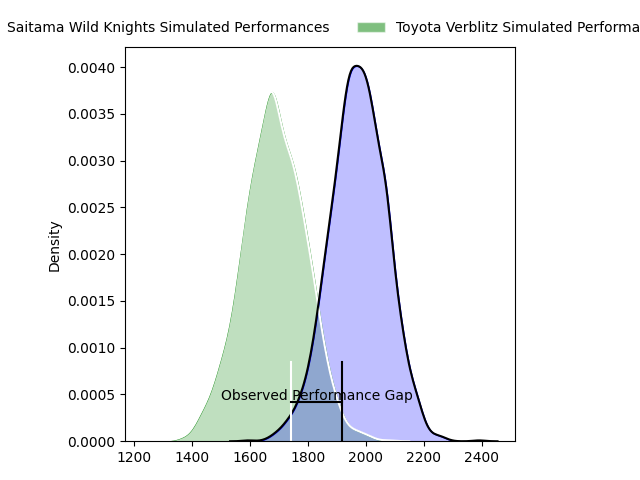 Saitama Wild Knights Simulated Performances
Toyota Verblitz Simulated Performa
0.0040
0.0035
0.0030
0.0025
0.0020
0.0015
0.0010
0.0005
0.0000
Density
Observed Performance Gap
1200 1400 1600 1800 2000 2200 2400